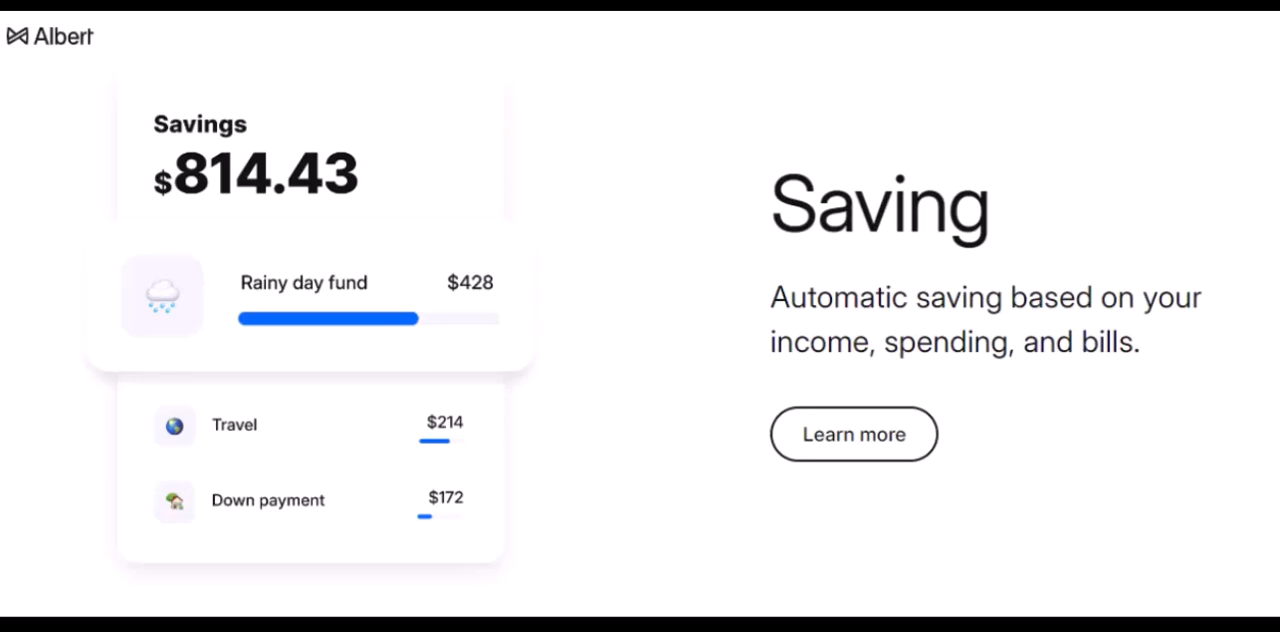 Albert
Savings
$814.43
Rainy day fund $428
Travel $214
Down payment $172
Saving
Automatic saving based on your
income, spending, and bills.
Learn more